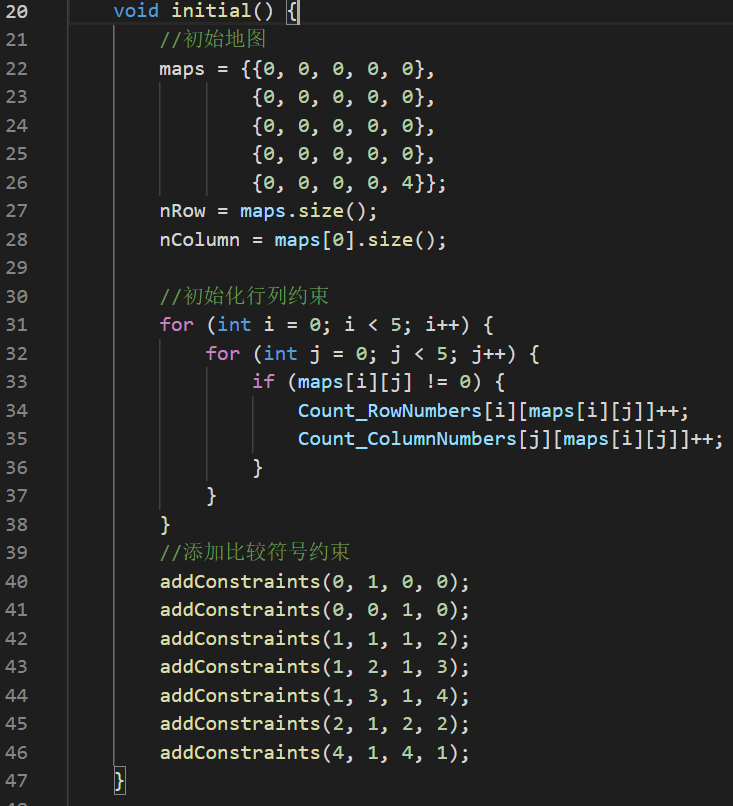 20 void initial() {
21 //初始地图
22 maps = {{0, 0, 0, 0, 0},
23 {0, 0, 0, 0, 0},
24 {0, 0, 0, 0, 0},
25 {0, 0, 0, 0, 0},
26 {0, 0, 0, 0, 4}};
27 nRow = maps.size();
28 nColumn = maps[0].size();
29
30 //初始化行列约束
31 for (int i = 0; i < 5; i++) {
32 for (int j = 0; j < 5; j++) {
33 if (maps[i][j] != 0) {
34 Count_RowNumbers[i][maps[i][j]]++;
35 Count_ColumnNumbers[j][maps[i][j]]++;
36 }
37 }
38 }
39 //添加比较符号约束
40 addConstraints(0, 1, 0, 0);
41 addConstraints(0, 0, 1, 0);
42 addConstraints(1, 1, 1, 2);
43 addConstraints(1, 2, 1, 3);
44 addConstraints(1, 3, 1, 4);
45 addConstraints(2, 1, 2, 2);
46 addConstraints(4, 1, 4, 1);
47 }